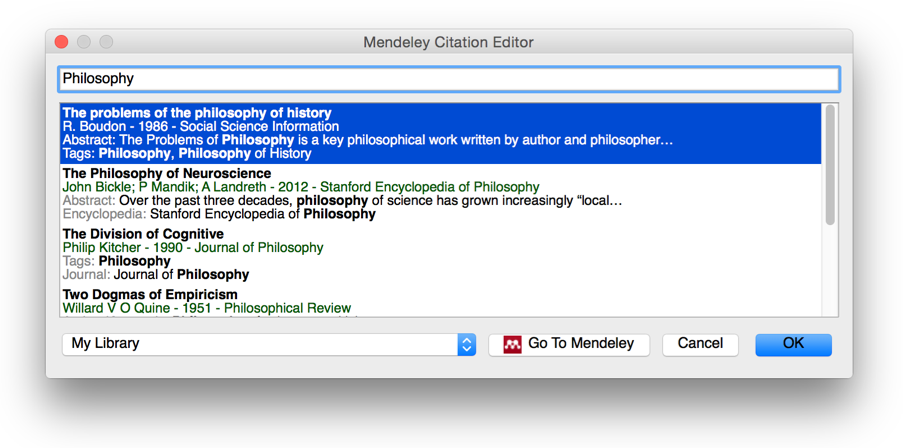 Mendeley Citation Editor
Philosophy
The problems of the philosophy of history
R. Boudon - 1986 - Social Science Information
Abstract: The Problems of Philosophy is a key philosophical work written by author and philosopher…
Tags: Philosophy, Philosophy of History
The Philosophy of Neuroscience
John Bickle; P Mandik; A Landreth - 2012 - Stanford Encyclopedia of Philosophy
Abstract: Over the past three decades, philosophy of science has grown increasingly “local…
Encyclopedia: Stanford Encyclopedia of Philosophy
The Division of Cognitive
Philip Kitcher - 1990 - Journal of Philosophy
Tags: Philosophy
Journal: Journal of Philosophy
Two Dogmas of Empiricism
Willard V O Quine - 1951 - Philosophical Review
My Library
Go To Mendeley
Cancel
OK